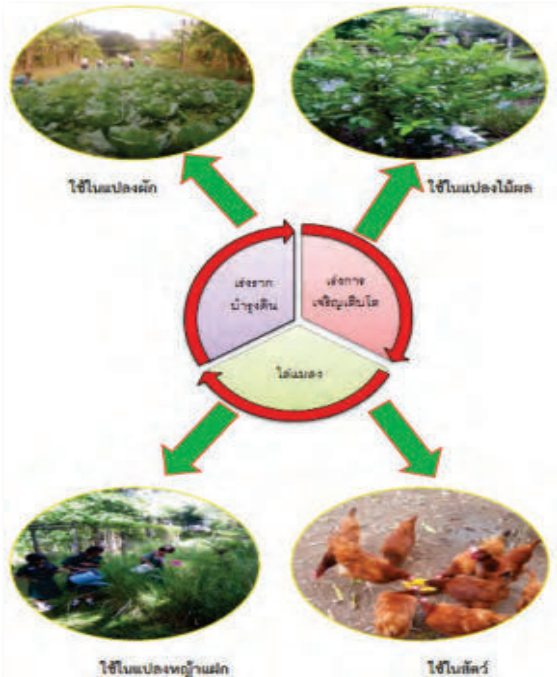 ใช้ในแปลงผัก
ใช้ในแปลงไม้ผล
เร่งราก
บำรุงดิน
เร่งการ
เจริญเติบโต
ไล่แมลง
ใช้ในแปลงหญ้าแฝก
ใช้ในสัตว์